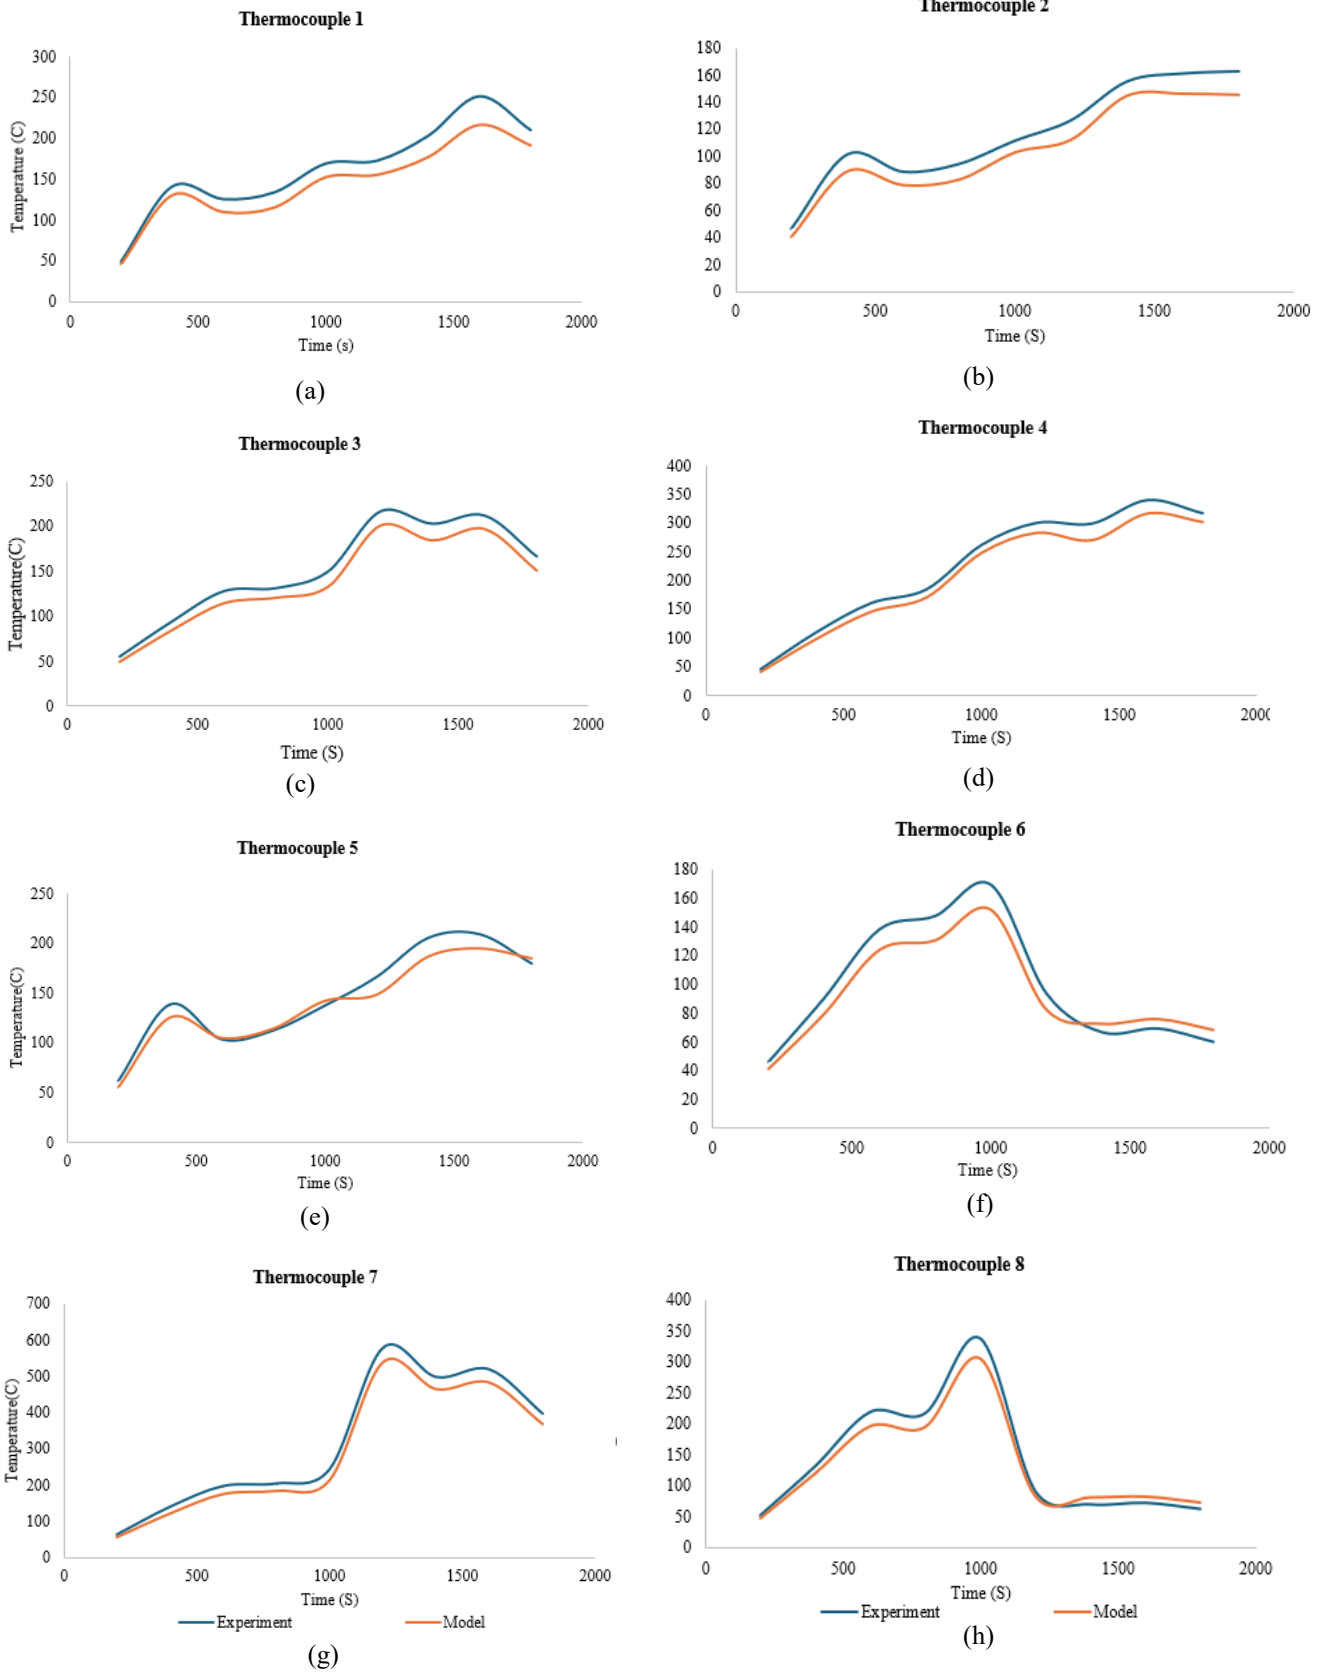 Thermocouple 1
300
250
200
150
100
50
0
Temperature (C)
0 500 1000 1500 2000
Time (s)
(a)
Thermocouple 2
180
160
140
120
100
80
60
40
20
0
0 500 1000 1500 2000
Time (S)
(b)
Thermocouple 3
250
200
150
100
50
0
Temperature(C)
0 500 1000 1500 2000
Time (S)
(c)
Thermocouple 4
400
350
300
250
200
150
100
50
0
0 500 1000 1500 2000
Time (S)
(d)
Thermocouple 5
250
200
150
100
50
0
Temperature(C)
0 500 1000 1500 2000
Time (S)
(e)
Thermocouple 6
180
160
140
120
100
80
60
40
20
0
0 500 1000 1500 2000
Time (S)
(f)
Thermocouple 7
700
600
500
400
300
200
100
0
Temperature(C)
0 500 1000 1500 2000
Time (S)
Experiment Model
(g)
Thermocouple 8
400
350
300
250
200
150
100
50
0
0 500 1000 1500 2000
Time (S)
Experiment Model
(h)